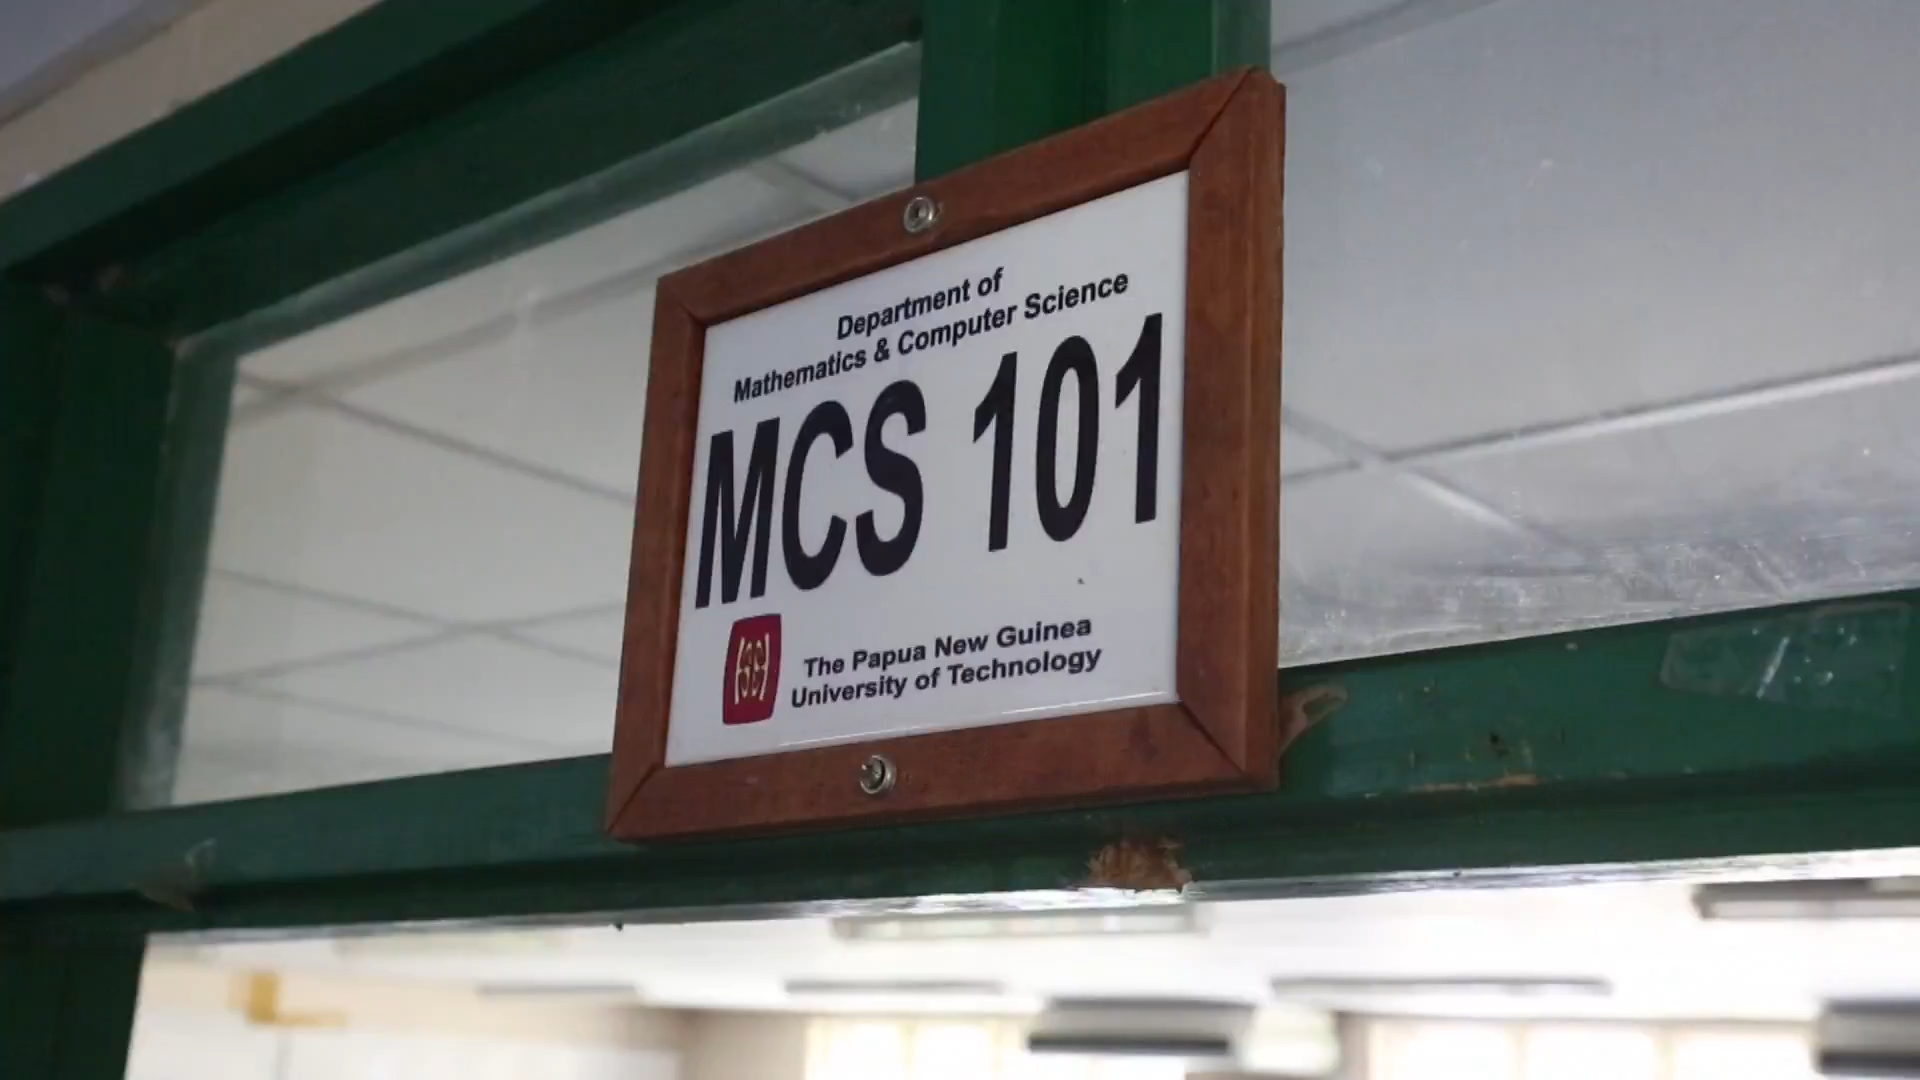 Department of
Mathematics & Computer Science
MCS 101
The Papua New Guinea
University of Technology